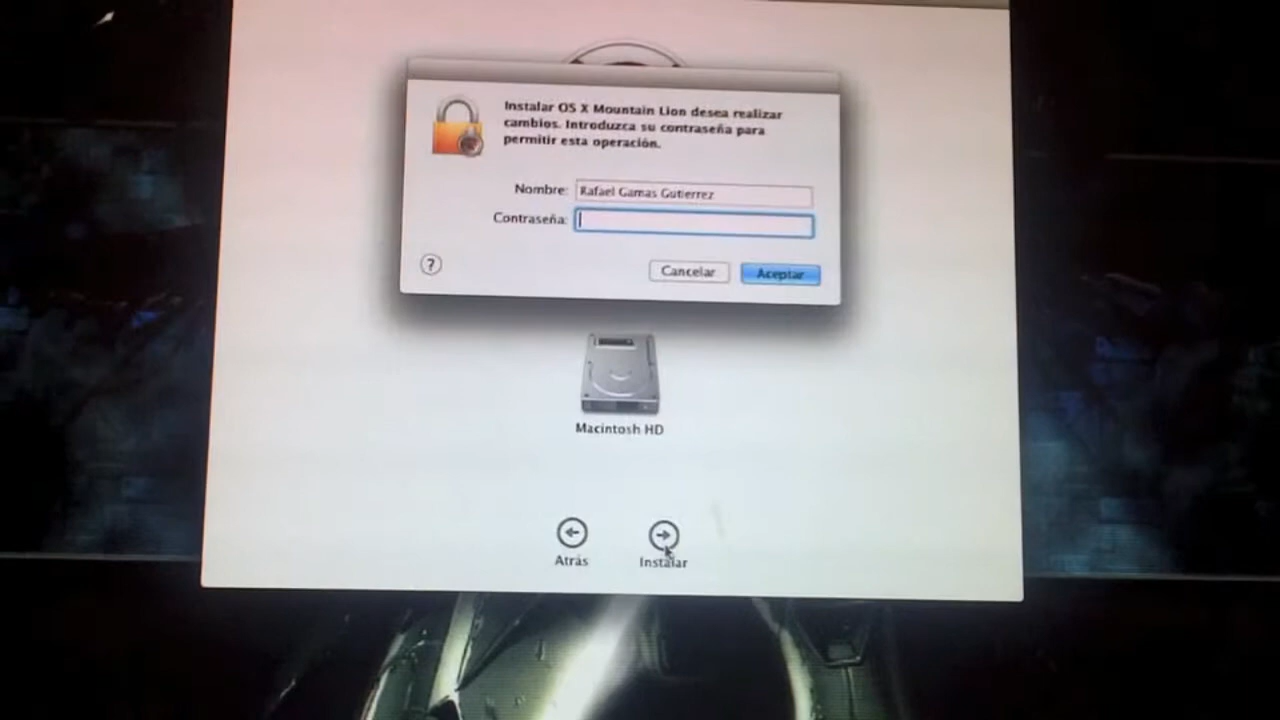 Instalar OS X Mountain Lion desea realizar
cambios. Introduzca su contraseña para
permitir esta operación.
Nombre: Rafael Gamas Gutierrez
Contraseña:
?
Cancelar Aceptar
Macintosh HD
Atrás Instalar